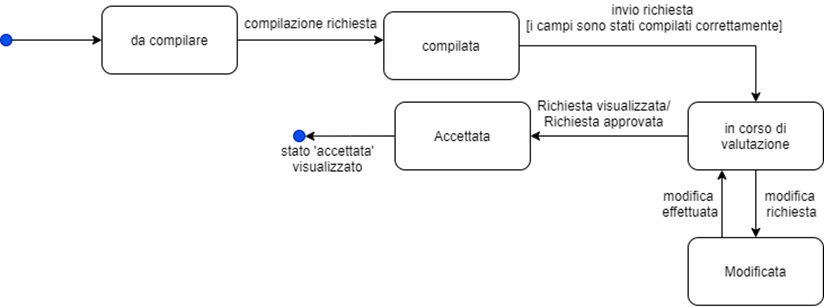 da compilare
compilazione richiesta
compilata
invio richiesta
[i campi sono stati compilati correttamente]
in corso di
valutazione
Richiesta visualizzata/
Richiesta approvata
Accettata
stato 'accettata'
visualizzato
modifica
effettuata
modifica
richiesta
Modificata